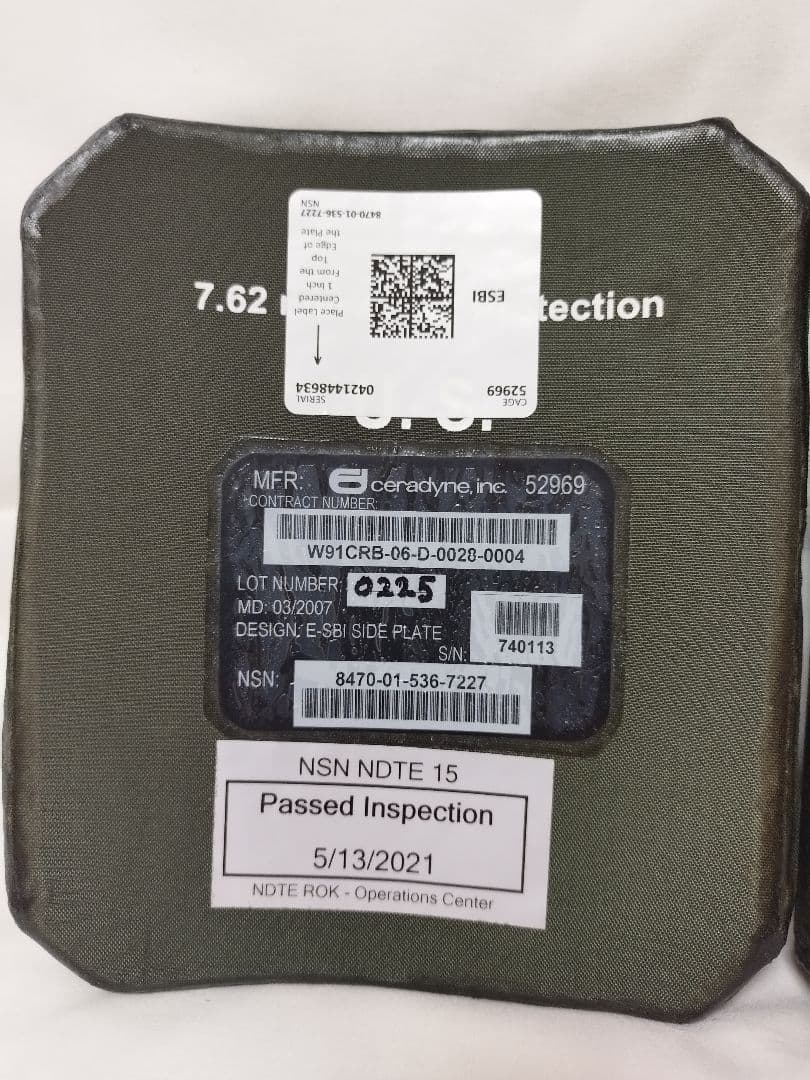 NSN
8470-01-536-7227
Place Label
Centered
1 Inch
From the
Top
Edge of
the Plate
ESBI
SERIAL
0421448634
CAGE
52969
7.62 tection
MFR: ceradyne, inc. 52969
CONTRACT NUMBER:
W91CRB-06-D-0028-0004
LOT NUMBER: 0225
MD: 03/2007
DESIGN: E-SBI SIDE PLATE
S/N: 740113
NSN: 8470-01-536-7227
NSN NDTE 15
Passed Inspection
5/13/2021
NDTE ROK - Operations Center